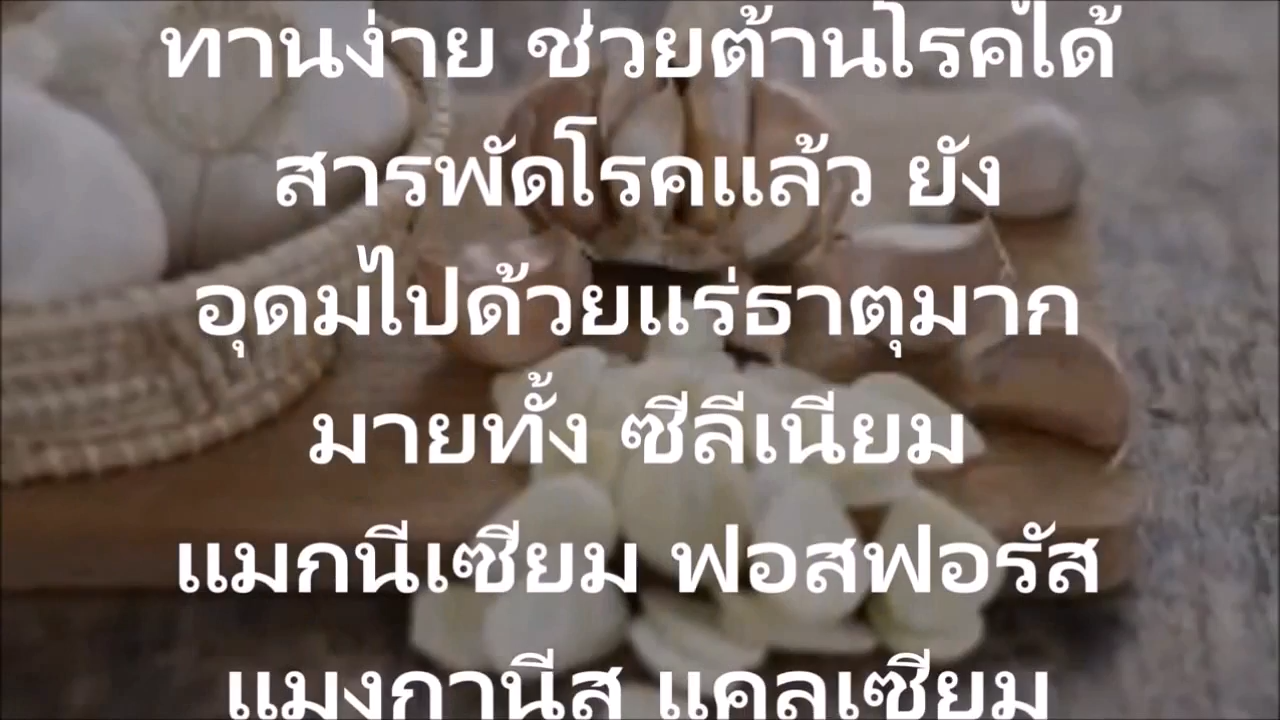 ทานง่าย ช่วยต้านโรคได้
สารพัดโรคแล้ว ยัง
อุดมไปด้วยแร่ธาตุมาก
มายทั้ง ซีลีเนียม
แมกนีเซียม ฟอสฟอรัส
แมงกานีส แคลเซียม